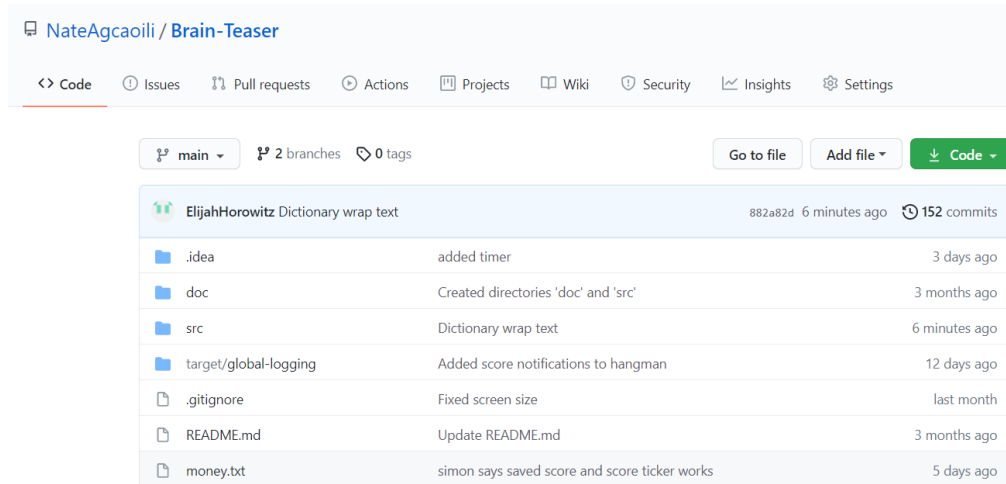 NateAgcaoili / Brain-Teaser
Code Issues Pull requests Actions Projects Wiki Security Insights Settings
main 2 branches 0 tags Go to file Add file Code
ElijahHorowitz Dictionary wrap text 882a82d 6 minutes ago 152 commits
.idea added timer 3 days ago
doc Created directories 'doc' and 'src' 3 months ago
src Dictionary wrap text 6 minutes ago
target/global-logging Added score notifications to hangman 12 days ago
.gitignore Fixed screen size last month
README.md Update README.md 3 months ago
money.txt simon says saved score and score ticker works 5 days ago